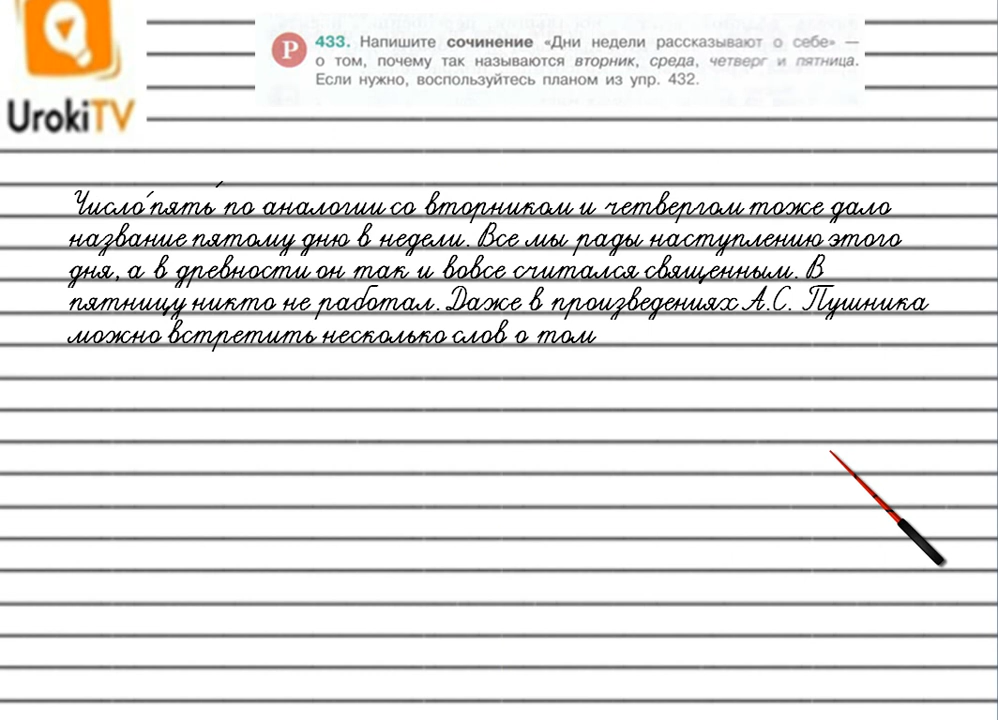 UrokiTV
Р 433. Напишите сочинение «Дни недели рассказывают о себе» —
о том, почему так называются вторник, среда, четверг и пятница.
Если нужно, воспользуйтесь планом из упр. 432.
Число ́пять ́ по аналогии со вторником и четвергом тоже дало
название пятому дню в недели. Все мы рады наступлению этого
дня, а в древности он так и вовсе считался священным. В
пятницу никто не работал. Даже в произведениях А.С. Пушника
можно встретить несколько слов о том